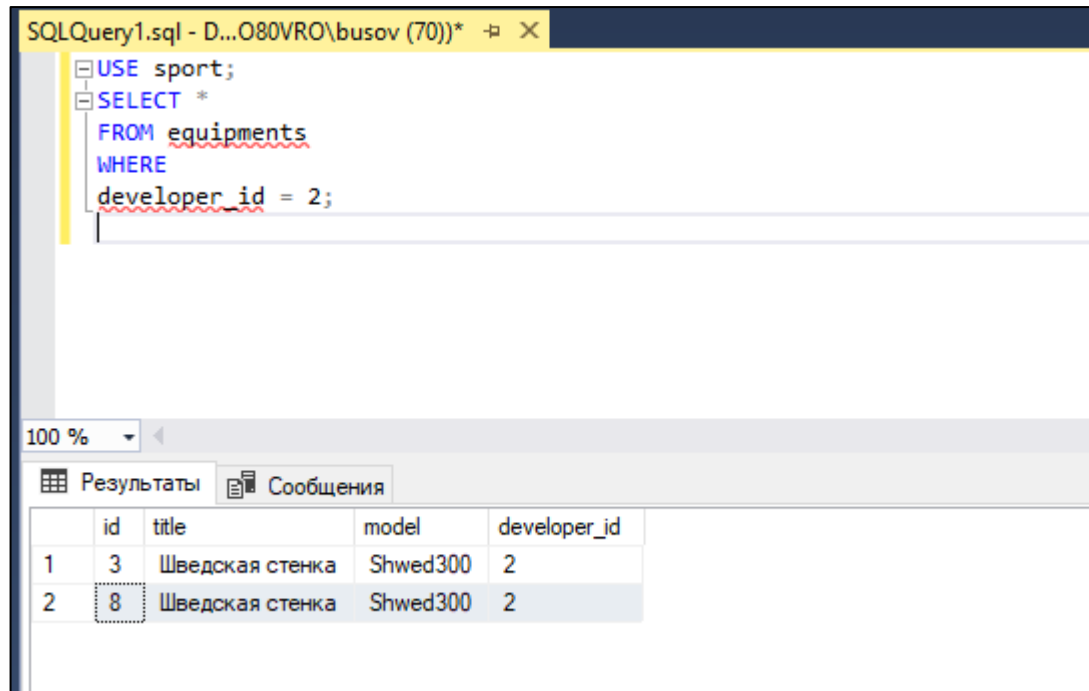 SQLQuery1.sql - D...O80VRO\busov (70))*
USE sport;
SELECT *
FROM equipments
WHERE
developer_id = 2;
100 %
Результаты Сообщения
id title model developer_id
1 3 Шведская стенка Shwed300 2
2 8 Шведская стенка Shwed300 2